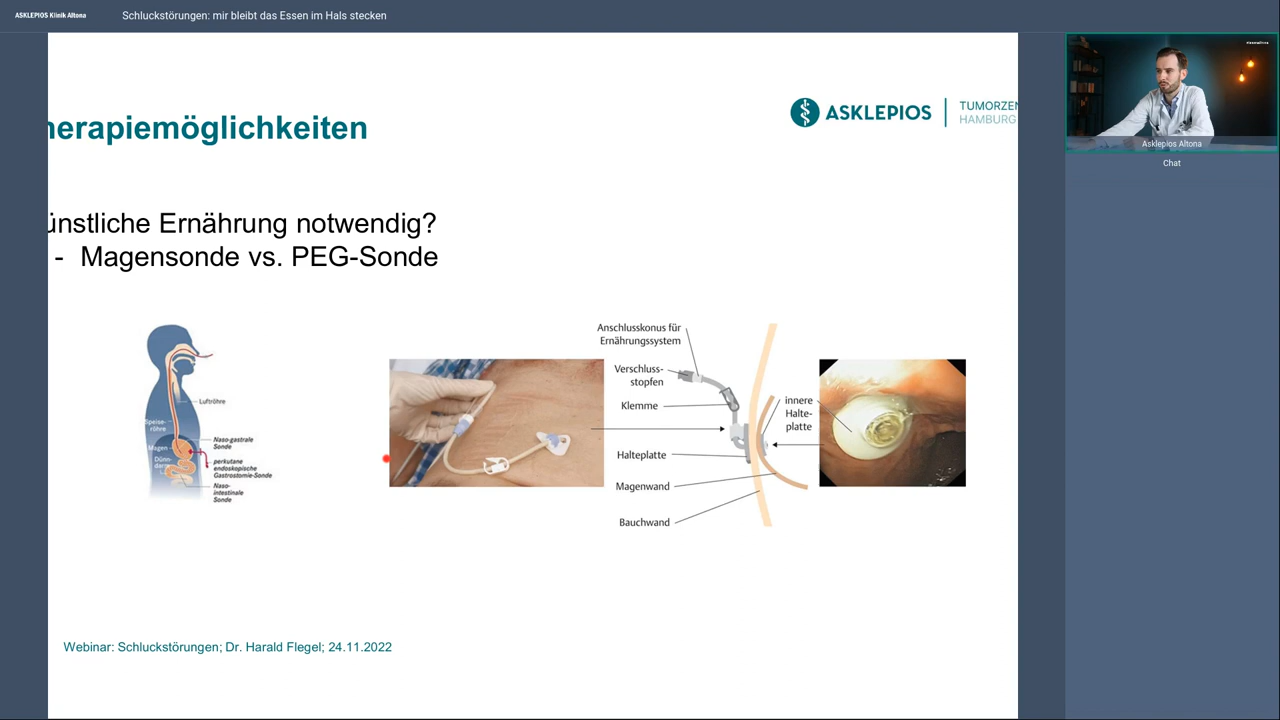 ASKLEPIOS Klinik Altona
Schluckstörungen: mir bleibt das Essen im Hals stecken
herapiemöglichkeiten
ASKLEPIOS
TUMORZEN
HAMBURG
ünstliche Ernährung notwendig?
- Magensonde vs. PEG-Sonde
Luftröhre
Speise-
röhre
Magen
Dünn-
darm
Naso-gastrale
Sonde
perkutane
endoskopische
Gastrostomie-Sonde
Naso-
intestinale
Sonde
Anschlusskonus für
Ernährungssystem
Verschluss-
stopfen
Klemme
Halteplatte
Magenwand
Bauchwand
innere
Halte-
platte
Webinar: Schluckstörungen; Dr. Harald Flegel; 24.11.2022
Asklepios Altona
Chat